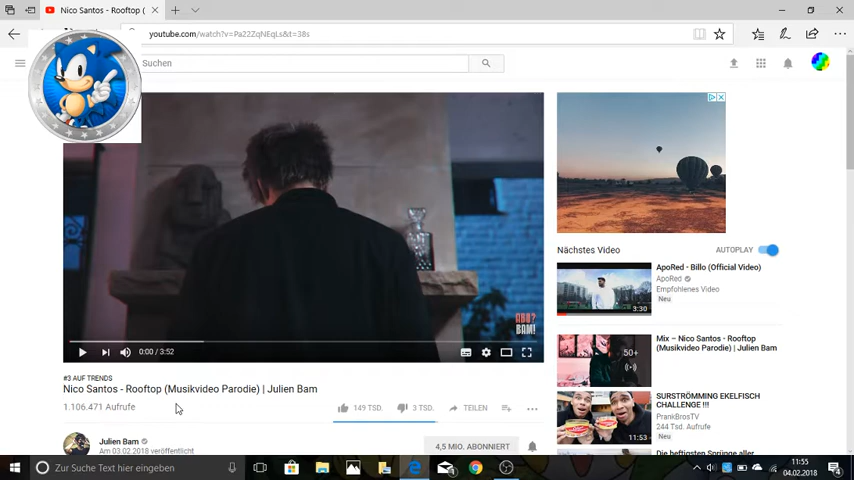 Nico Santos - Rooftop (
youtube.com/watch?v=Pa22ZqNEqLs&t=38s
Suchen
ABO?
BAM!
0:00 / 3:52
#3 AUF TRENDS
Nico Santos - Rooftop (Musikvideo Parodie) | Julien Bam
1.106.471 Aufrufe
149 TSD.
3 TSD.
TEILEN
Julien Bam
Am 03.02.2018 veröffentlicht
4,5 MIO. ABONNIERT
Nächstes Video
AUTOPLAY
3:30
ApoRed - Billo (Official Video)
ApoRed
Empfohlenes Video
Neu
50+
Mix – Nico Santos - Rooftop
(Musikvideo Parodie) | Julien Bam
11:53
SURSTRÖMMING EKELFISCH
CHALLENGE !!!
PrankBrosTV
244 Tsd. Aufrufe
Neu
Die heftigsten Sprünge aller
Zur Suche Text hier eingeben
11:55
04.02.2018
4